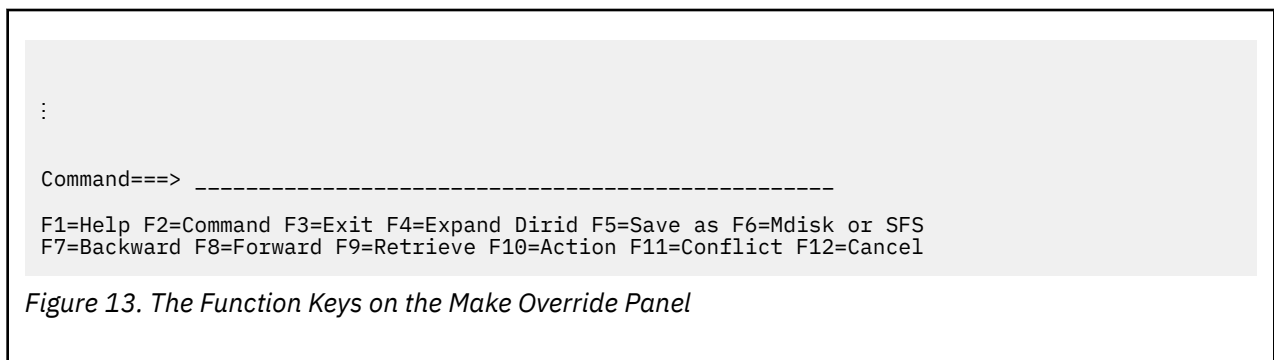 ⋮
Command===> __________________________________________________
F1=Help F2=Command F3=Exit F4=Expand Dirid F5=Save as F6=Mdisk or SFS
F7=Backward F8=Forward F9=Retrieve F10=Action F11=Conflict F12=Cancel
Figure 13. The Function Keys on the Make Override Panel